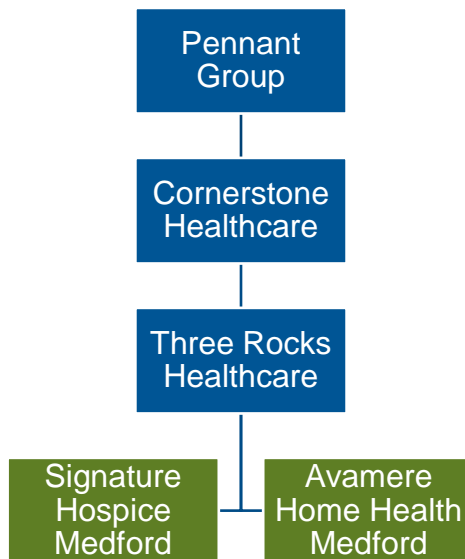 Pennant
Group
Cornerstone
Healthcare
Three Rocks
Healthcare
Signature
Hospice
Medford
Avamere
Home Health
Medford